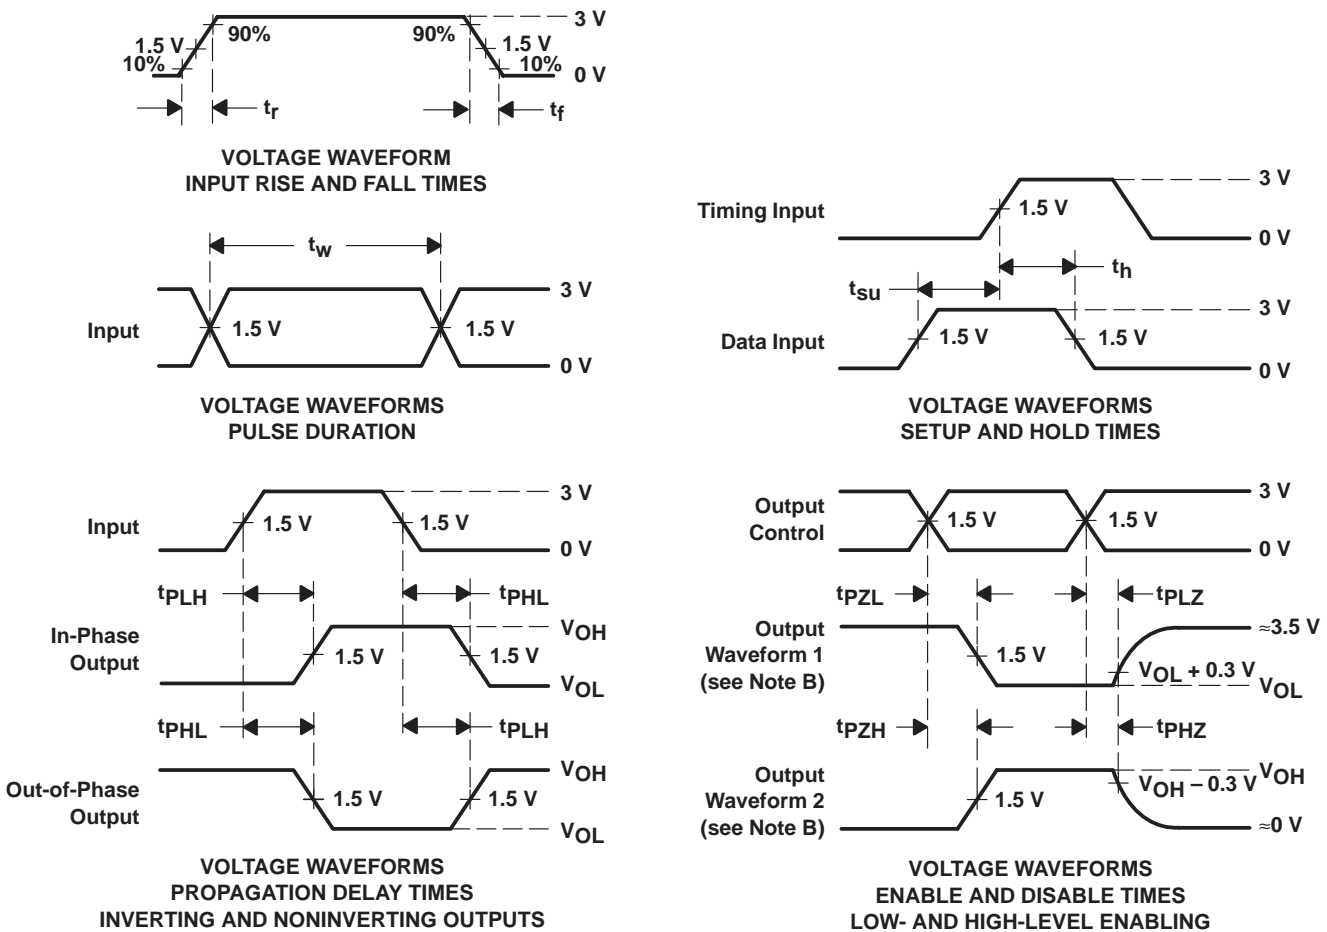 3 V
90%
90%
1.5 V
1.5 V
10%
10%
0 V
tr
tf
VOLTAGE WAVEFORM
INPUT RISE AND FALL TIMES
tw
3 V
Input
1.5 V
1.5 V
0 V
VOLTAGE WAVEFORMS
PULSE DURATION
3 V
Timing Input
1.5 V
0 V
th
tsu
3 V
Data Input
1.5 V
1.5 V
0 V
VOLTAGE WAVEFORMS
SETUP AND HOLD TIMES
3 V
Input
1.5 V
1.5 V
0 V
tPLH
tPHL
In-Phase
Output
VOH
1.5 V
1.5 V
VOL
tPHL
tPLH
Out-of-Phase
Output
VOH
1.5 V
1.5 V
VOL
VOLTAGE WAVEFORMS
PROPAGATION DELAY TIMES
INVERTING AND NONINVERTING OUTPUTS
Output
Control
3 V
1.5 V
1.5 V
0 V
tPZL
tPLZ
Output
Waveform 1
(see Note B)
≈3.5 V
1.5 V
VOL + 0.3 V
VOL
tPZH
tPHZ
Output
Waveform 2
(see Note B)
VOH
VOH − 0.3 V
1.5 V
≈0 V
VOLTAGE WAVEFORMS
ENABLE AND DISABLE TIMES
LOW- AND HIGH-LEVEL ENABLING